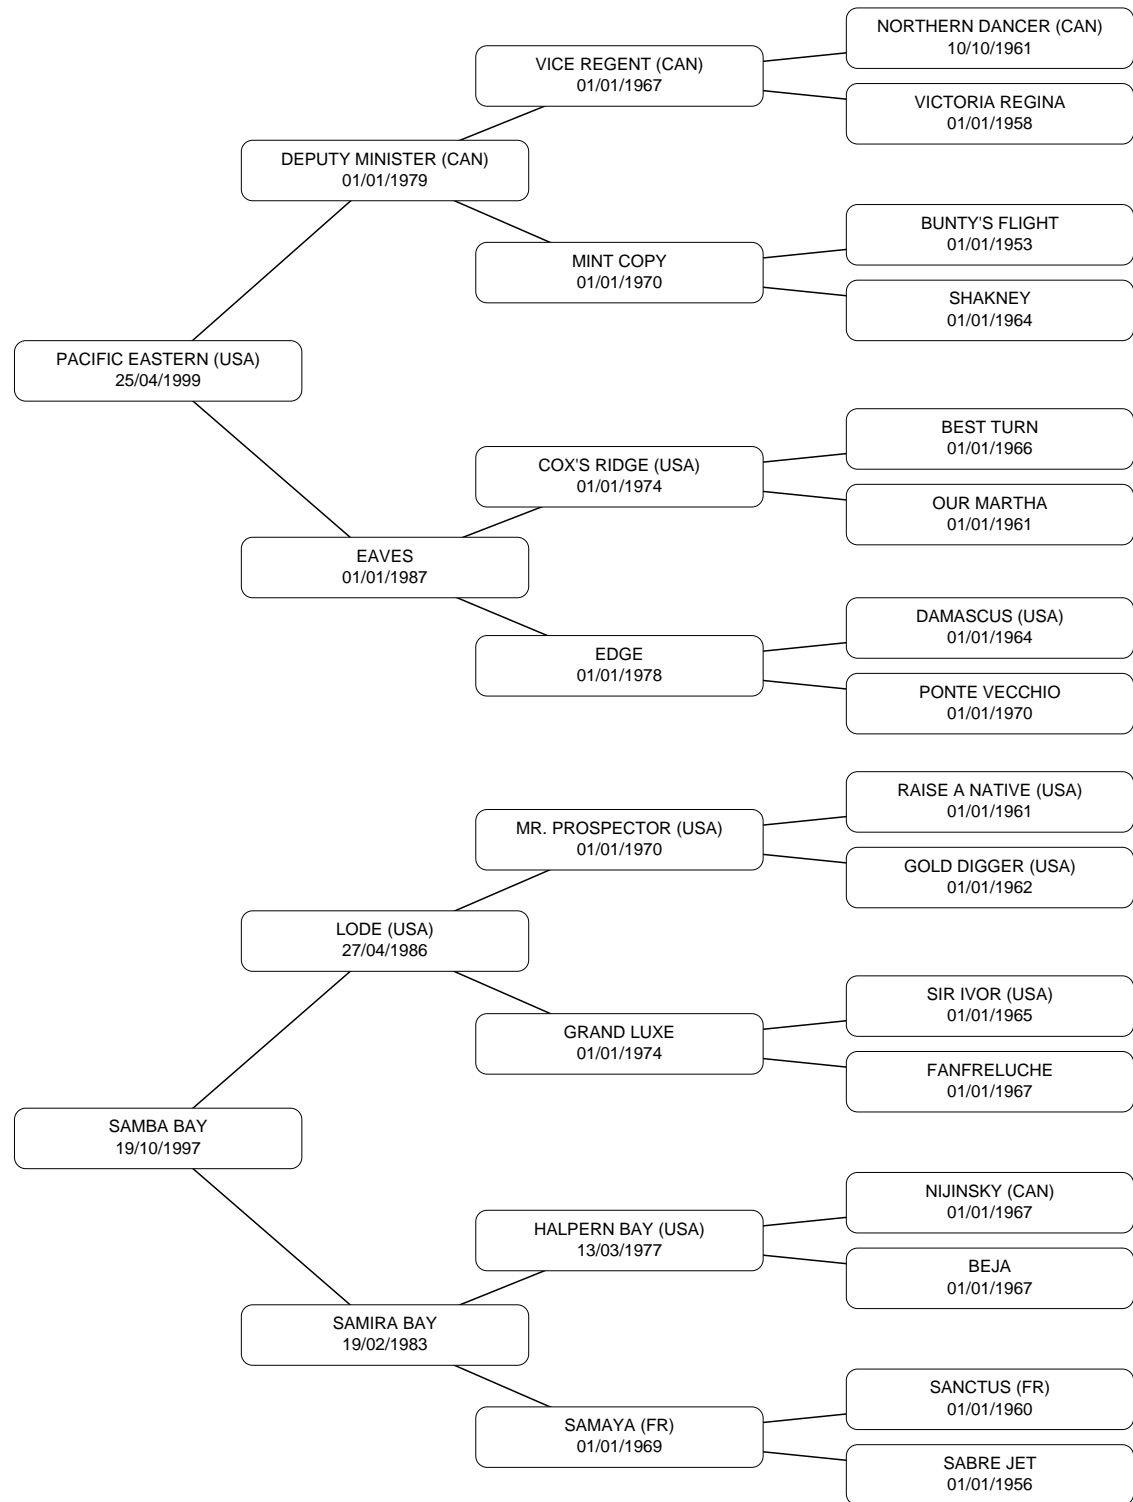 NORTHERN DANCER (CAN)
10/10/1961
VICE REGENT (CAN)
01/01/1967
VICTORIA REGINA
01/01/1958
DEPUTY MINISTER (CAN)
01/01/1979
BUNTY'S FLIGHT
01/01/1953
MINT COPY
01/01/1970
SHAKNEY
01/01/1964
PACIFIC EASTERN (USA)
25/04/1999
BEST TURN
01/01/1966
COX'S RIDGE (USA)
01/01/1974
OUR MARTHA
01/01/1961
EAVES
01/01/1987
DAMASCUS (USA)
01/01/1964
EDGE
01/01/1978
PONTE VECCHIO
01/01/1970
RAISE A NATIVE (USA)
01/01/1961
MR. PROSPECTOR (USA)
01/01/1970
GOLD DIGGER (USA)
01/01/1962
LODE (USA)
27/04/1986
SIR IVOR (USA)
01/01/1965
GRAND LUXE
01/01/1974
FANFRELUCHE
01/01/1967
SAMBA BAY
19/10/1997
NIJINSKY (CAN)
01/01/1967
HALPERN BAY (USA)
13/03/1977
BEJA
01/01/1967
SAMIRA BAY
19/02/1983
SANCTUS (FR)
01/01/1960
SAMAYA (FR)
01/01/1969
SABRE JET
01/01/1956